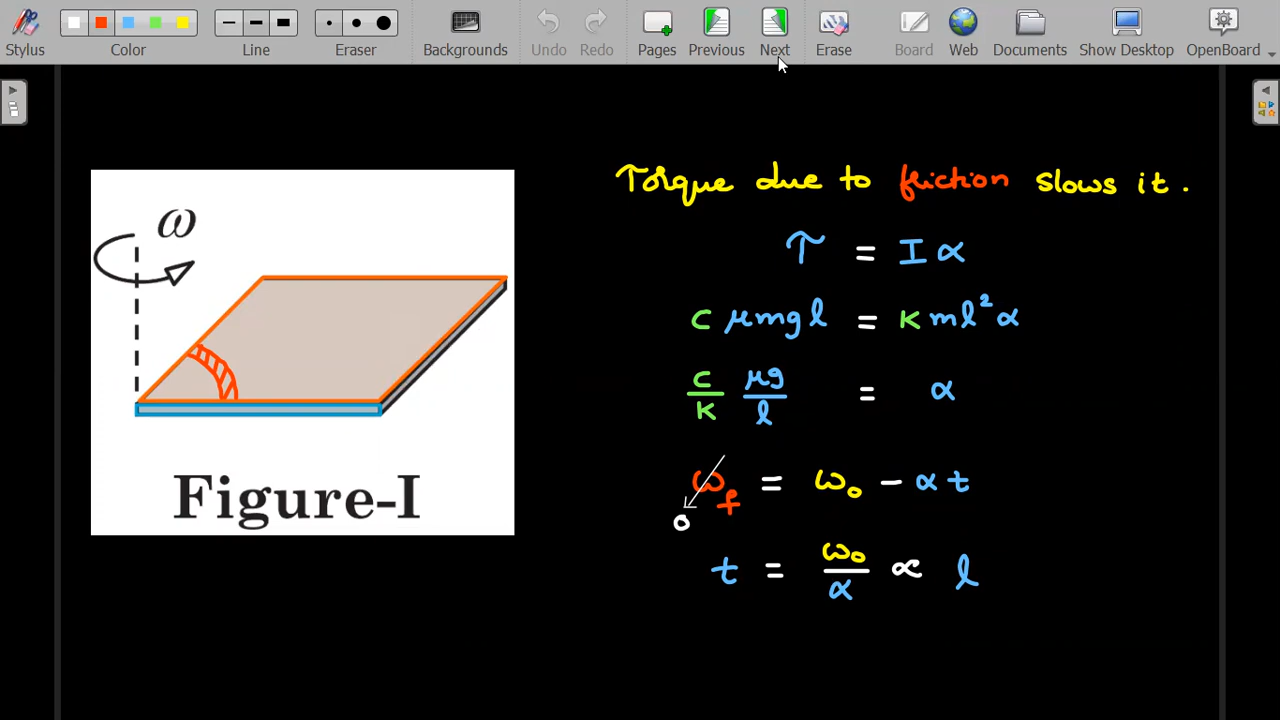 Stylus Color Line Eraser Backgrounds Undo Redo Pages Previous Next Erase Board Web Documents Show Desktop OpenBoard
ω
Figure-I
Torque due to friction slows it.
τ = I α
C μmgl = K ml² α
C/K μg/l = α
ω_f = ω₀ - αt
0
t = ω₀/α ∝ l